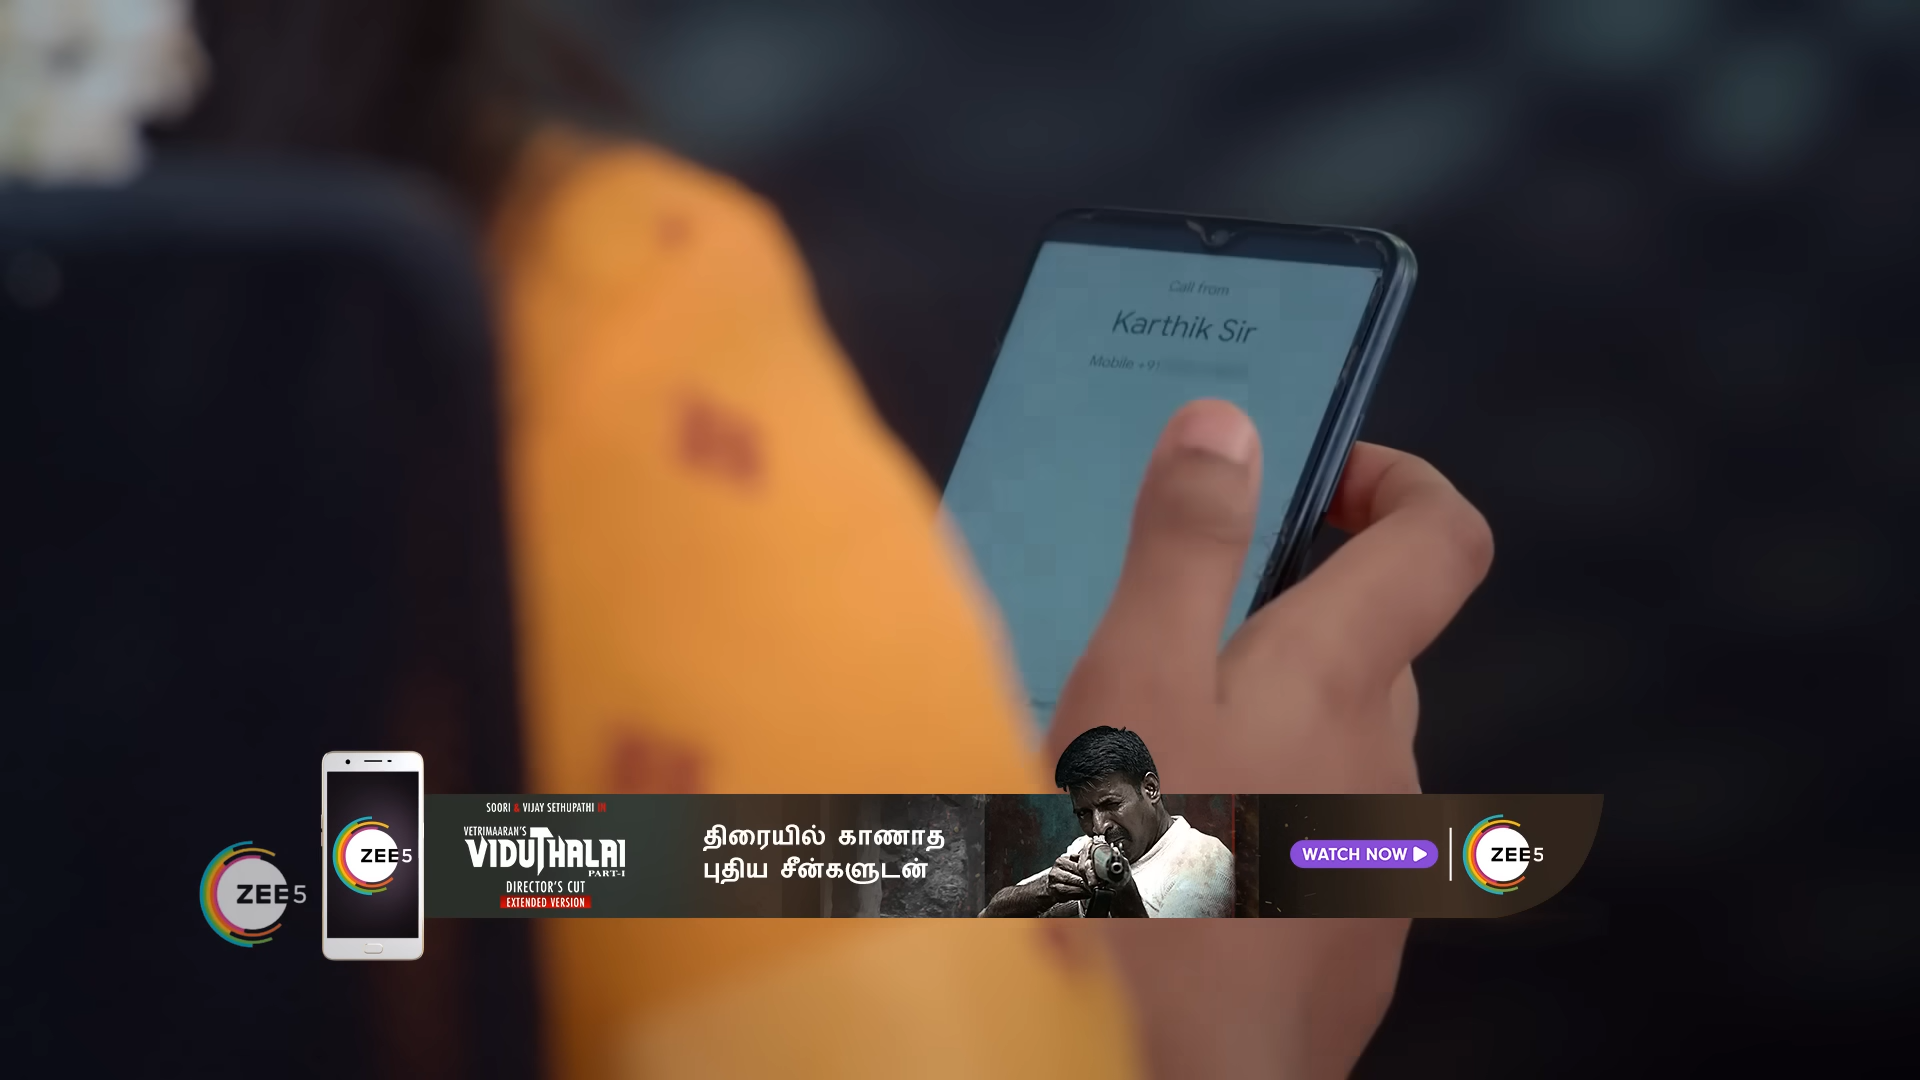 Call from
Karthik Sir
Mobile +91
SOORI & VIJAY SETHUPATHI IN
VETRIMAARAN'S
VIDUTHALAI
PART-I
DIRECTOR'S CUT
EXTENDED VERSION
திரையில் காணாத
புதிய சீன்களுடன்
WATCH NOW
ZEE5
ZEE5
ZEE5